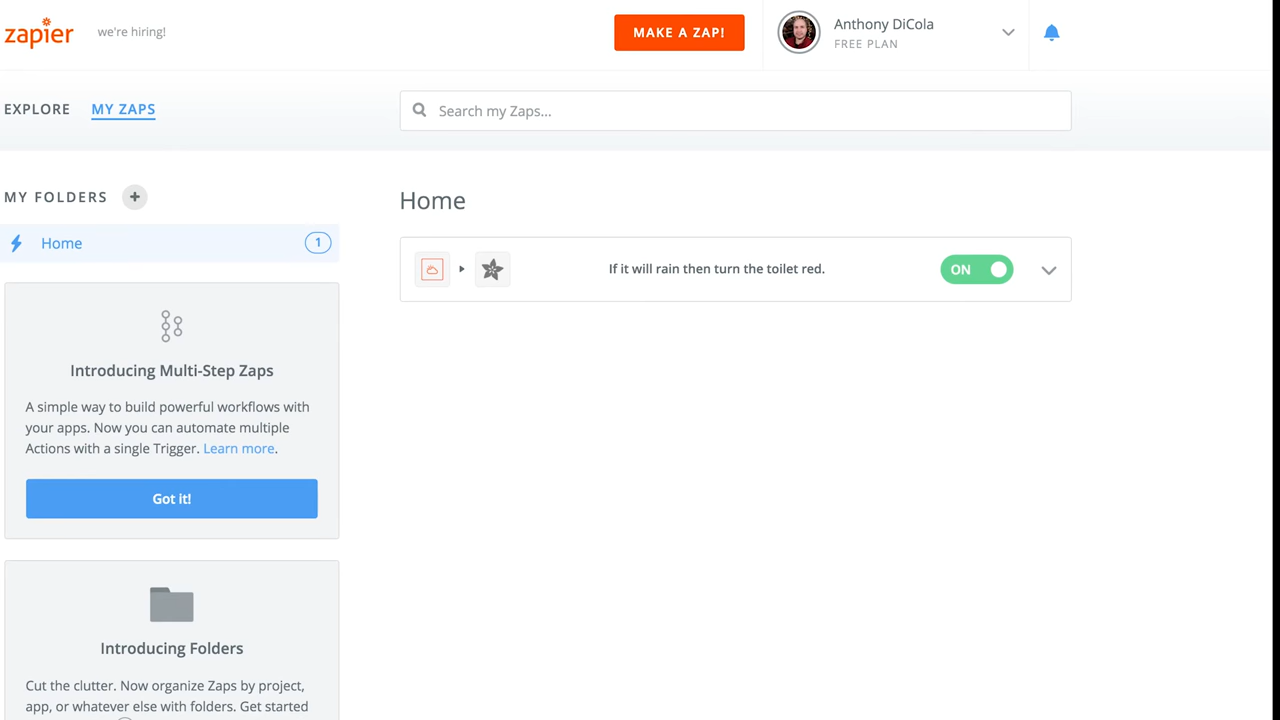 zapier
we're hiring!
MAKE A ZAP!
Anthony DiCola
FREE PLAN
EXPLORE
MY ZAPS
Search my Zaps...
MY FOLDERS +
Home
1
Home
If it will rain then turn the toilet red.
ON
Introducing Multi-Step Zaps
A simple way to build powerful workflows with
your apps. Now you can automate multiple
Actions with a single Trigger. Learn more.
Got it!
Introducing Folders
Cut the clutter. Now organize Zaps by project,
app, or whatever else with folders. Get started